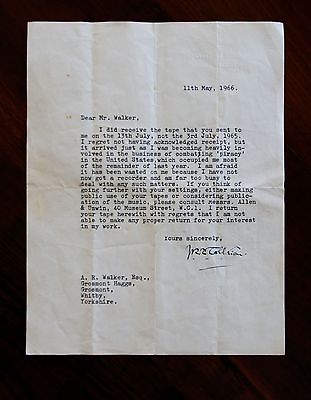 11th May, 1966.
Dear Mr. Walker,
I did receive the tape that you sent to
me on the 13th July, not the 3rd July, 1965.
I regret not having acknowledged receipt, but
it arrived just as I was becoming heavily in-
volved in the business of combatting 'piracy'
in the United States,which occupied me most
of the remainder of last year. I am afraid
it has been wasted on me because I have not
now got a recorder and am far too busy to
deal with any such matters. If you think of
going further with your settings, either making
public use of your tapes or considering publica-
tion of the music, please consult Messrs. Allen
& Unwin, 40 Museum Street, W.C.1. I return
your tape herewith with regrets that I am not
able to make any proper return for your interest
in my work.
Yours sincerely,
JRR Tolkien
A. R. Walker, Esq.,
Grosmont Haggs,
Grosmont,
Whitby,
Yorkshire.